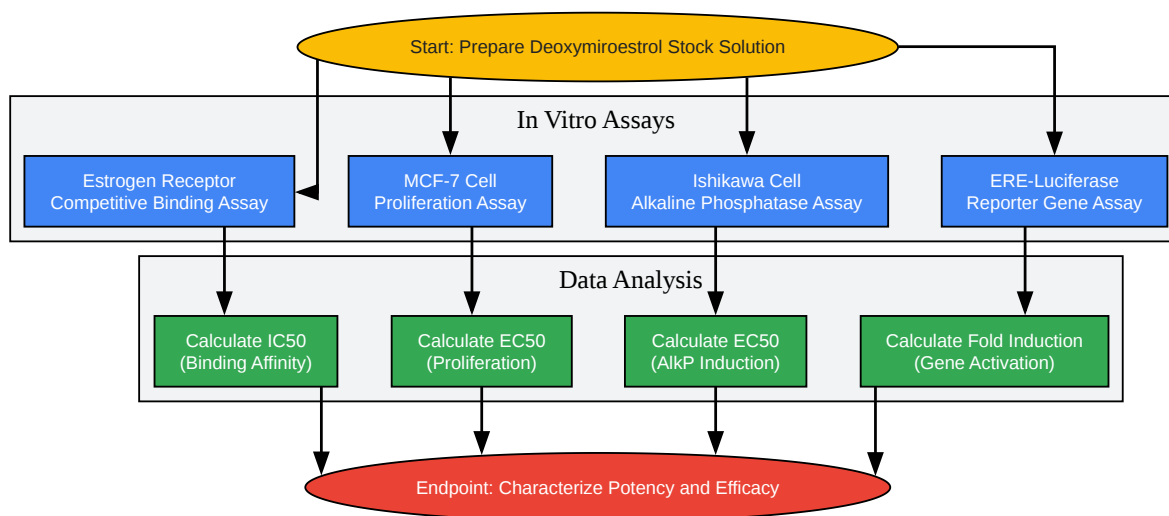 Start: Prepare Deoxymiroestrol Stock Solution
In Vitro Assays
Estrogen Receptor
Competitive Binding Assay
MCF-7 Cell
Proliferation Assay
Ishikawa Cell
Alkaline Phosphatase Assay
ERE-Luciferase
Reporter Gene Assay
Data Analysis
Calculate IC50
(Binding Affinity)
Calculate EC50
(Proliferation)
Calculate EC50
(AlkP Induction)
Calculate Fold Induction
(Gene Activation)
Endpoint: Characterize Potency and Efficacy